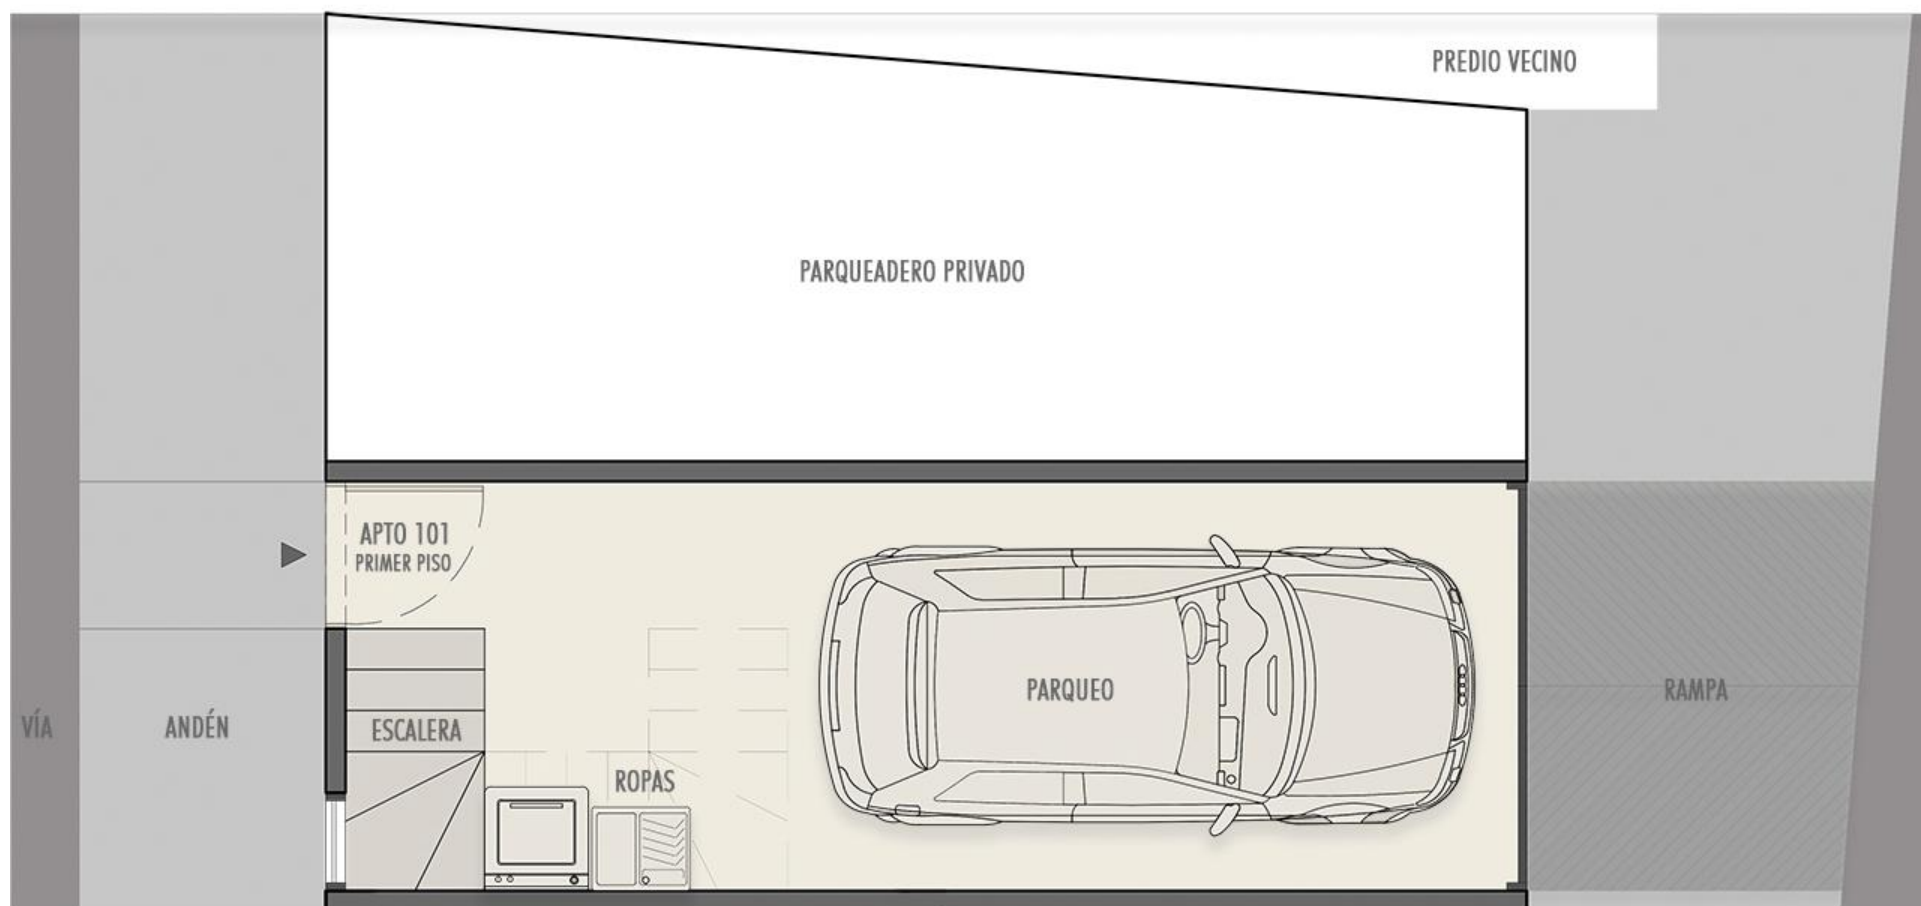 PREDIO VECINO
PARQUEADERO PRIVADO
APTO 101
PRIMER PISO
PARQUEO
RAMPA
VÍA
ANDÉN
ESCALERA
ROPAS